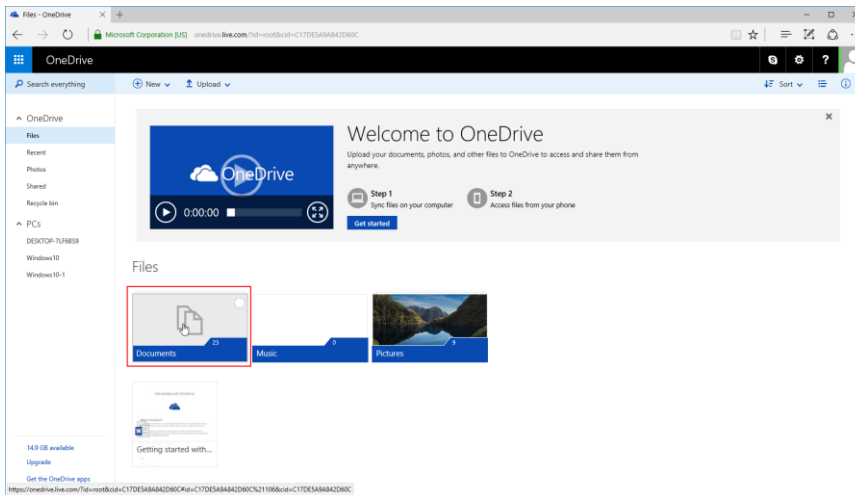 Files - OneDrive
Microsoft Corporation [US] onedrive.live.com/?id=root&cid=C17DE5A9A842D60C
OneDrive
Search everything
New
Upload
Sort
OneDrive
Files
Recent
Photos
Shared
Recycle bin
PCs
DESKTOP-7LF68S9
Windows10
Windows10-1
OneDrive
0:00:00
Welcome to OneDrive
Upload your documents, photos, and other files to OneDrive to access and share them from
anywhere.
Step 1
Sync files on your computer
Step 2
Access files from your phone
Get started
Files
23
Documents
0
Music
9
Pictures
Getting started with...
14.9 GB available
Upgrade
Get the OneDrive apps
https://onedrive.live.com/?id=root&cid=C17DE5A9A842D60C#id=C17DE5A9A842D60C%21106&cid=C17DE5A9A842D60C